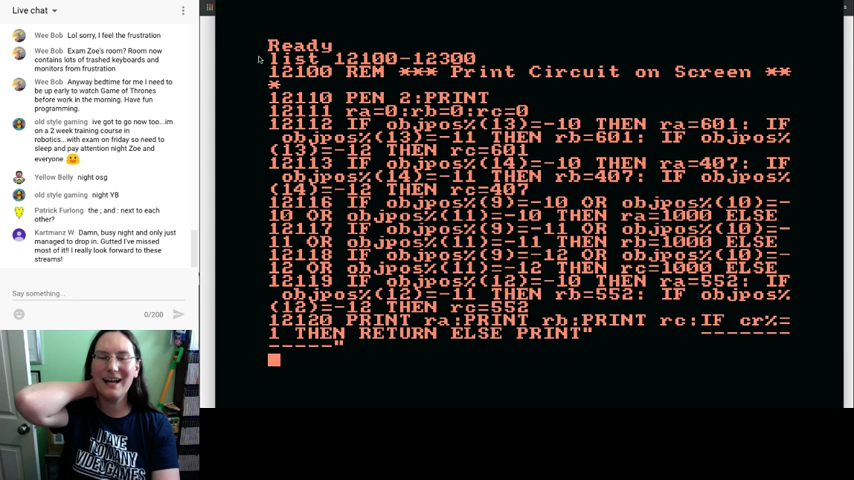 Live chat
Wee Bob Lol sorry, I feel the frustration
Wee Bob Exam Zoe's room? Room now
contains lots of trashed keyboards and
monitors from frustration
Wee Bob Anyway bedtime for me I need to
be up early to watch Game of Thrones
before work in the morning. Have fun
programming.
old style gaming ive got to go now too...im
on a 2 week training course in
robotics...with exam on friday so need to
sleep and pay attention night Zoe and
everyone
Yellow Belly night osg
old style gaming night YB
Patrick Furlong the ; and : next to each
other?
Kartmanz W Damn, busy night and only just
managed to drop in. Gutted I've missed
most of it!! I really look forward to these
streams!
Say something...
0/200
I HAVE
TOO MANY
VIDEOGAMES
Ready
list 12100-12300
12100 REM *** Print Circuit on Screen **
*
12110 PEN 2:PRINT
12111 ra=0:rb=0:rc=0
12112 IF objpos%(13)=-10 THEN ra=601: IF
objpos%(13)=-11 THEN rb=601: IF objpos%
(13)=-12 THEN rc=601
12113 IF objpos%(14)=-10 THEN ra=407: IF
objpos%(14)=-11 THEN rb=407: IF objpos%
(14)=-12 THEN rc=407
12116 IF objpos%(9)=-10 OR objpos%(10)=-
10 OR objpos%(11)=-10 THEN ra=1000 ELSE
12117 IF objpos%(9)=-11 OR objpos%(10)=-
11 OR objpos%(11)=-11 THEN rb=1000 ELSE
12118 IF objpos%(9)=-12 OR objpos%(10)=-
12 OR objpos%(11)=-12 THEN rc=1000 ELSE
12119 IF objpos%(12)=-10 THEN ra=552: IF
objpos%(12)=-11 THEN rb=552: IF objpos%
(12)=-12 THEN rc=552
12120 PRINT ra:PRINT rb:PRINT rc:IF cr%=
1 THEN RETURN ELSE PRINT" -------
-----"